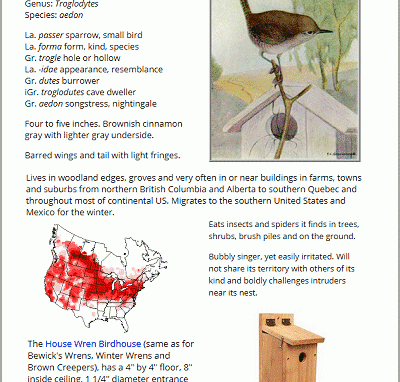 Genus: Troglodytes
Species: aedon
La. passer sparrow, small bird
La. forma form, kind, species
Gr. trogle hole or hollow
La. -idae appearance, resemblance
Gr. dutes burrower
iGr. troglodutes cave dweller
Gr. aedon songstress, nightingale
Four to five inches. Brownish cinnamon
gray with lighter gray underside.
Barred wings and tail with light fringes.
Lives in woodland edges, groves and very often in or near buildings in farms, towns
and suburbs from northern British Columbia and Alberta to southern Quebec and
throughout most of continental US. Migrates to the southern United States and
Mexico for the winter.
Eats insects and spiders it finds in trees,
shrubs, brush piles and on the ground.
Bubbly singer, yet easily irritated. Will
not share its territory with others of its
kind and boldly challenges intruders
near its nest.
The House Wren Birdhouse (same as for
Bewick's Wrens, Winter Wrens and
Brown Creepers), has a 4" by 4" floor, 8"
inside ceiling, 1 1/4" diameter entrance